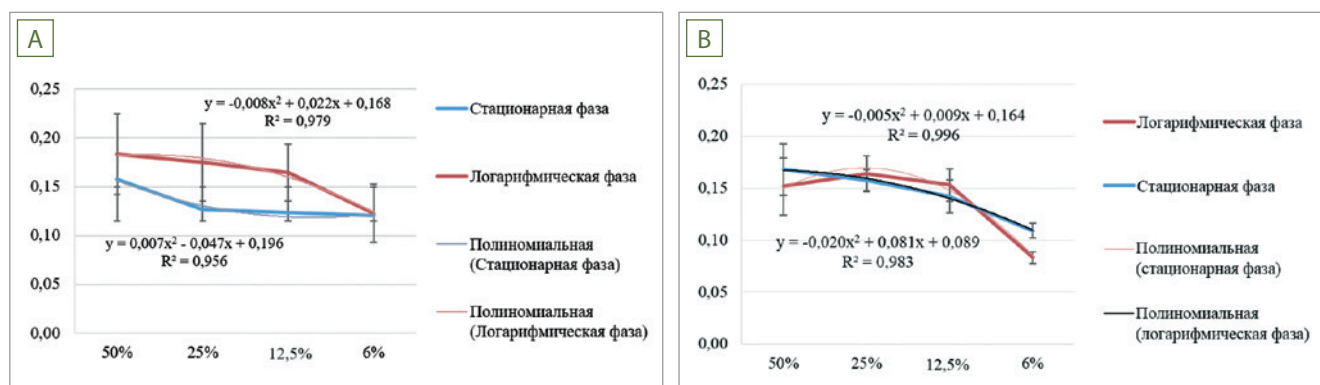 A
0,25
0,20
0,15
0,10
0,05
0,00
y = -0,008x² + 0,022x + 0,168
R² = 0,979
y = 0,007x² - 0,047x + 0,196
R² = 0,956
50%
25%
12,5%
6%
Стационарная фаза
Логарифмическая фаза
Полиномиальная
(Стационарная фаза)
Полиномиальная
(Логарифмическая фаза)
B
0,25
0,20
0,15
0,10
0,05
0,00
y = -0,005x² + 0,009x + 0,164
R² = 0,996
y = -0,020x² + 0,081x + 0,089
R² = 0,983
50%
25%
12,5%
6%
Логарифмическая фаза
Стационарная фаза
Полиномиальная
(стационарная фаза)
Полиномиальная
(логарифмическая фаза)